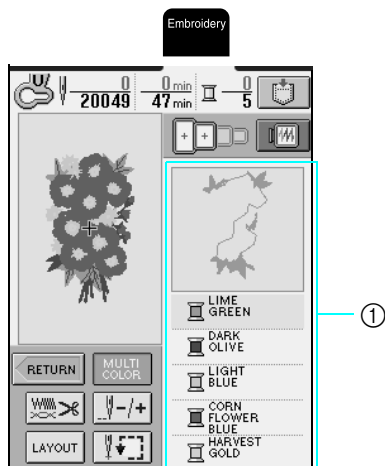 Embroidery
U
0
20049
0 min
47 min
0
5
LIME
GREEN
DARK
OLIVE
LIGHT
BLUE
CORN
FLOWER
BLUE
HARVEST
GOLD
①
RETURN
MULTI
COLOR
-/+
LAYOUT